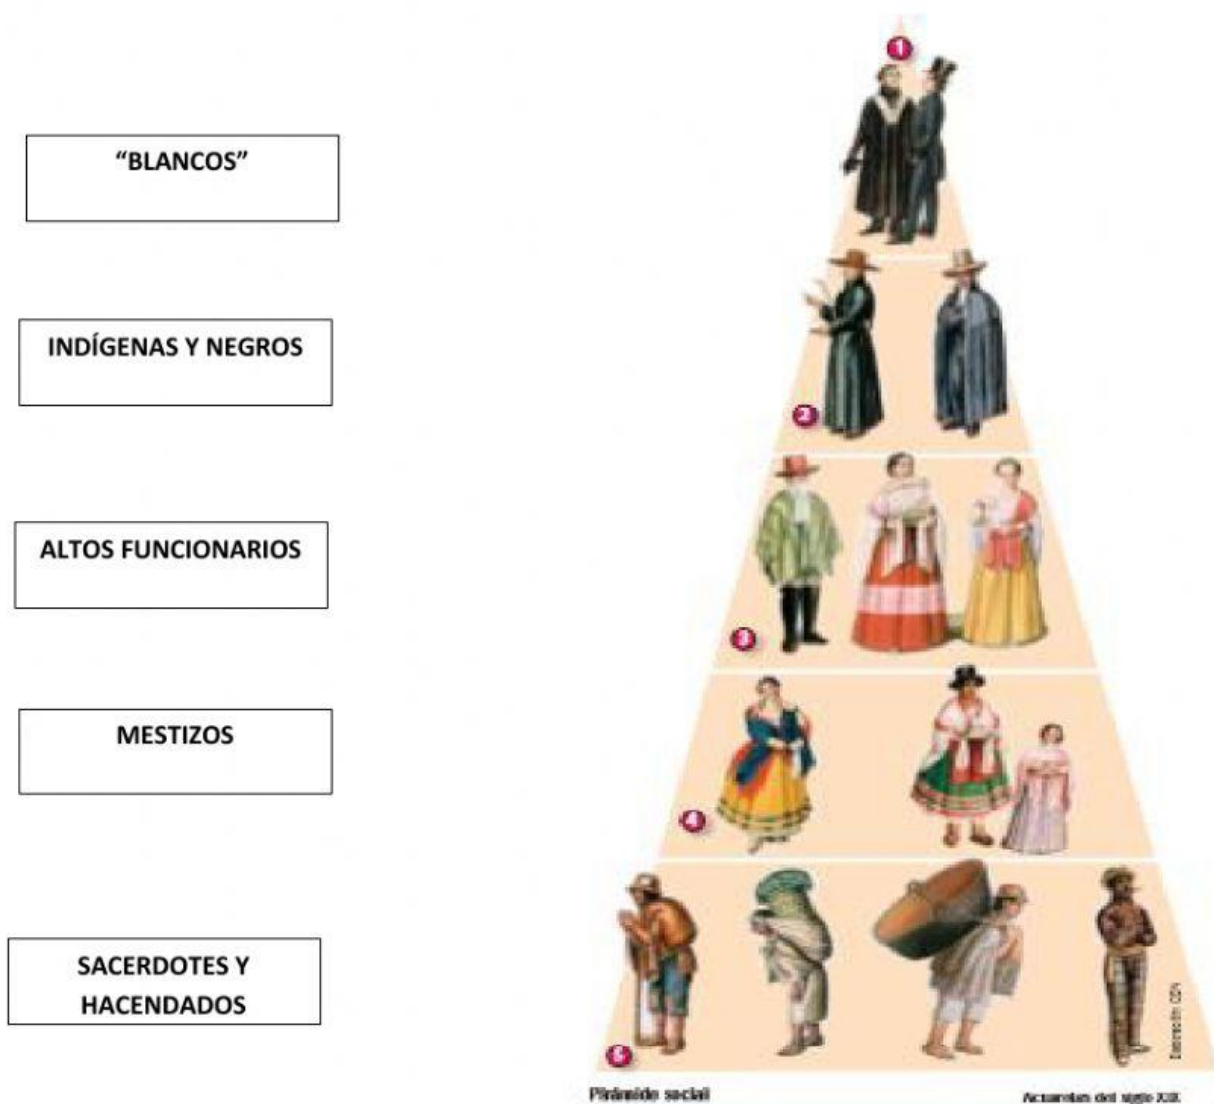 "BLANCOS"
INDÍGENAS Y NEGROS
ALTOS FUNCIONARIOS
MESTIZOS
SACERDOTES Y
HACENDADOS
1
2
3
4
5
Pirámide social
Acuarelas del siglo XIX